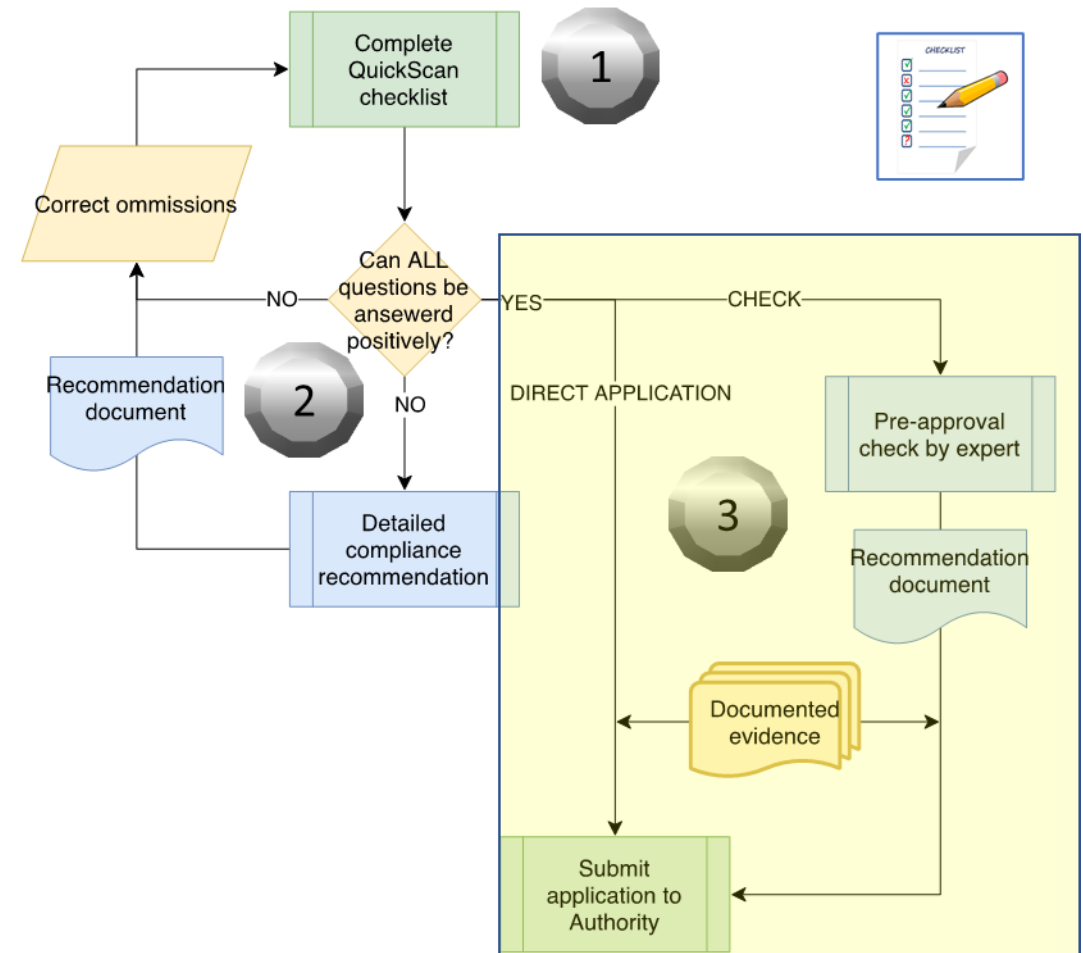 Complete
QuickScan
checklist
1
CHECKLIST
Correct ommissions
Can ALL
questions be
ansewerd
positively?
NO
YES
CHECK
Recommendation
document
2
NO
DIRECT APPLICATION
Pre-approval
check by expert
3
Detailed
compliance
recommendation
Recommendation
document
Documented
evidence
Submit
application to
Authority
?